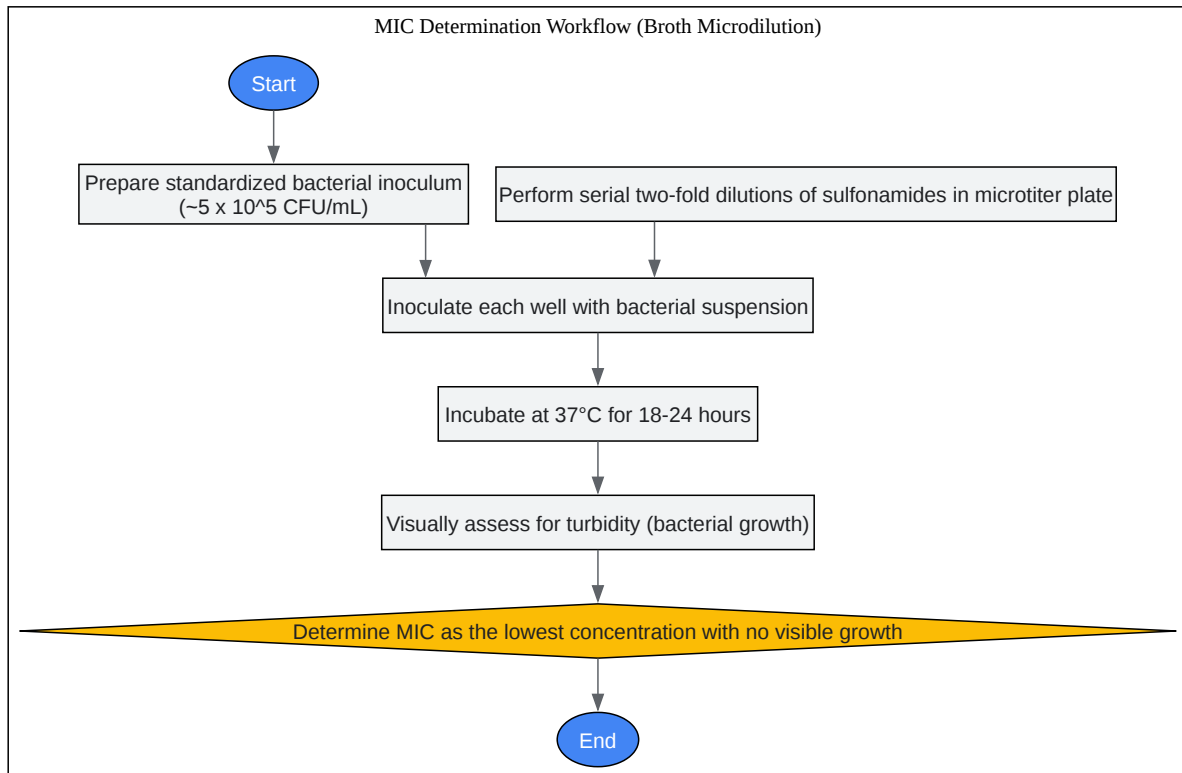 MIC Determination Workflow (Broth Microdilution)
Start
Prepare standardized bacterial inoculum
(~5 x 10^5 CFU/mL)
Perform serial two-fold dilutions of sulfonamides in microtiter plate
Inoculate each well with bacterial suspension
Incubate at 37°C for 18-24 hours
Visually assess for turbidity (bacterial growth)
Determine MIC as the lowest concentration with no visible growth
End